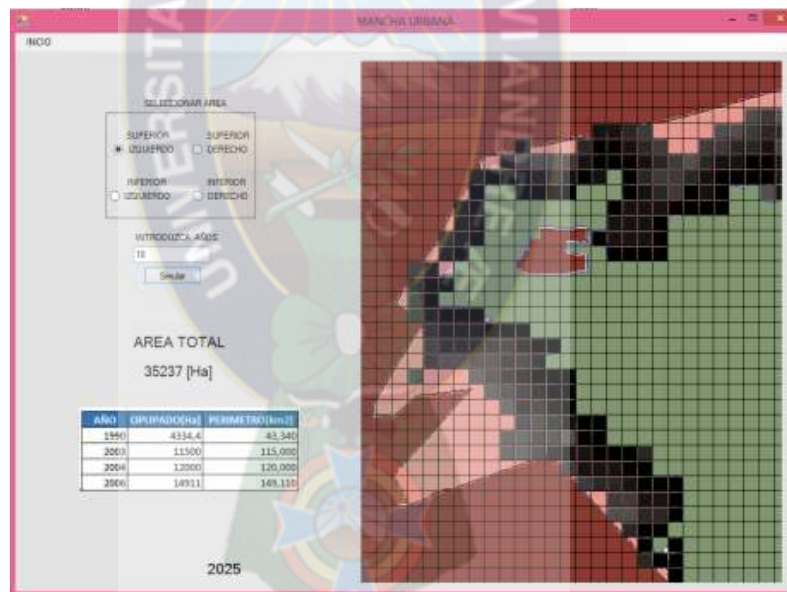 MANCHA URBANA
INICIO
SELECCIONAR AREA
SUPERIOR IZQUIERDO
SUPERIOR DERECHO
INFERIOR IZQUIERDO
INFERIOR DERECHO
INTRODUZCA AÑOS
Simular
AREA TOTAL
35237 [Ha]
AÑO OPUPADO[Ha] PERIMETRO[km2]
1990 4334,4 43,340
2003 11500 115,000
2004 12000 120,000
2006 14911 149,110
2025